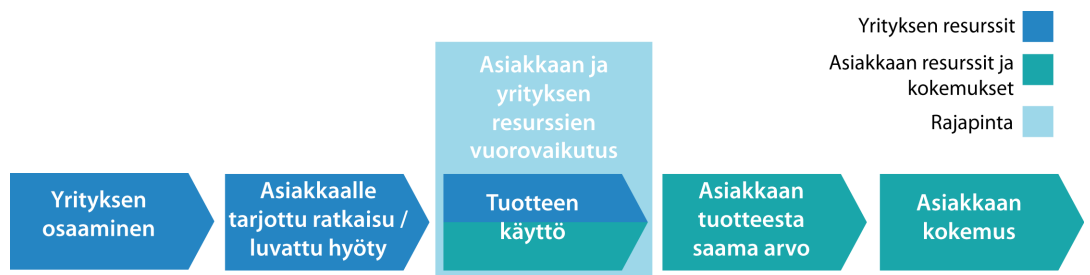 Yrityksen resurssit
Asiakkaan resurssit ja
kokemukset
Rajapinta
Asiakkaan ja
yrityksen
resurssien
vuorovaikutus
Yrityksen
osaaminen
Asiakkaalle
tarjottu ratkaisu /
luvattu hyöty
Tuotteen
käyttö
Asiakkaan
tuotteesta
saama arvo
Asiakkaan
kokemus